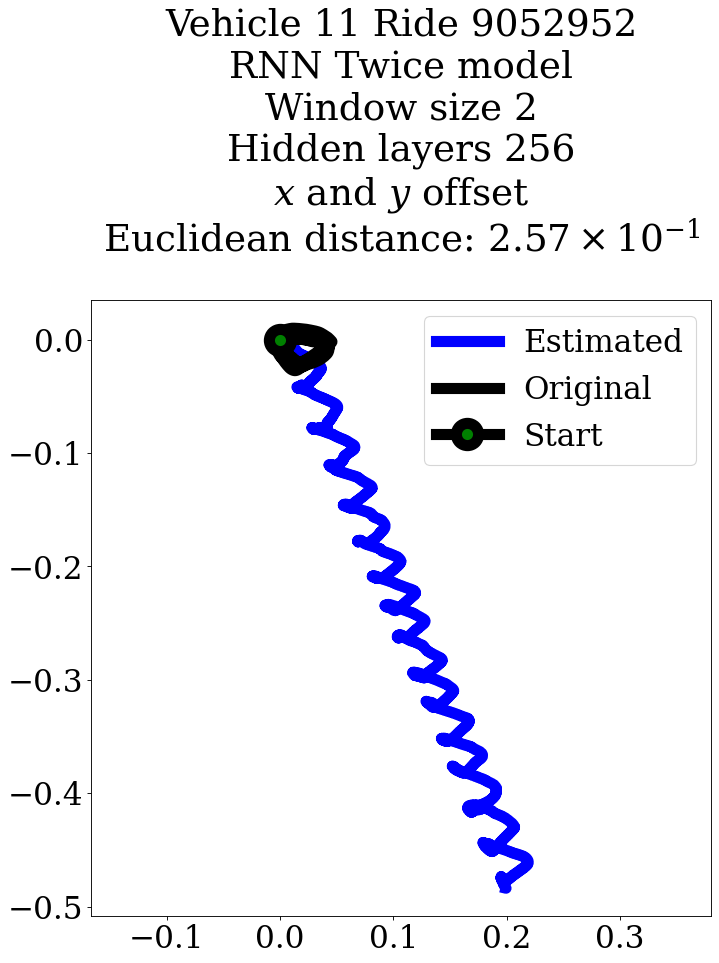 Vehicle 11 Ride 9052952
RNN Twice model
Window size 2
Hidden layers 256
x and y offset
Euclidean distance: 2.57 × 10⁻¹
Estimated
Original
Start
0.0
−0.1
−0.2
−0.3
−0.4
−0.5
−0.1 0.0 0.1 0.2 0.3